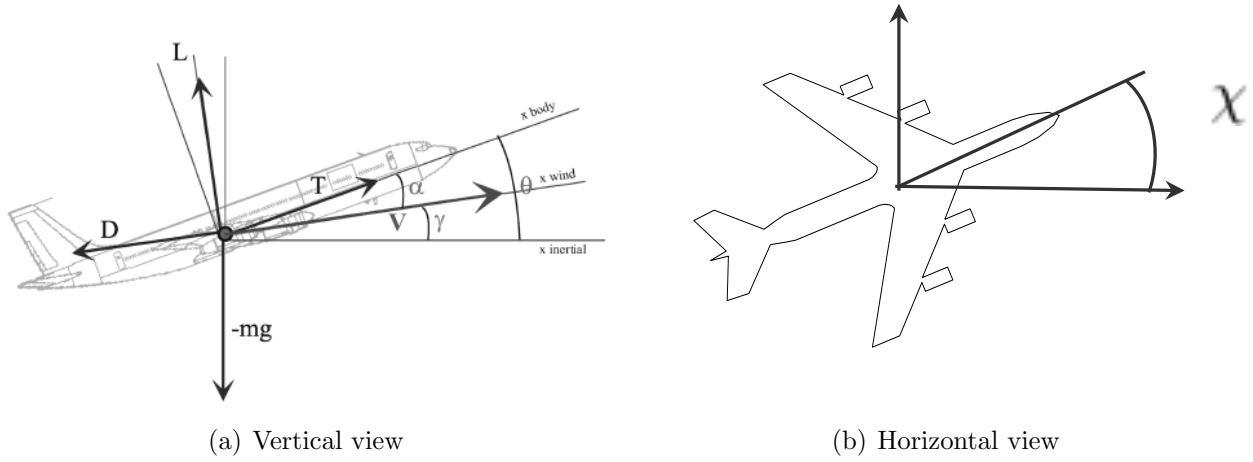 L
x body
T
α
θ
x wind
D
V
γ
x inertial
-mg
χ
(a) Vertical view
(b) Horizontal view